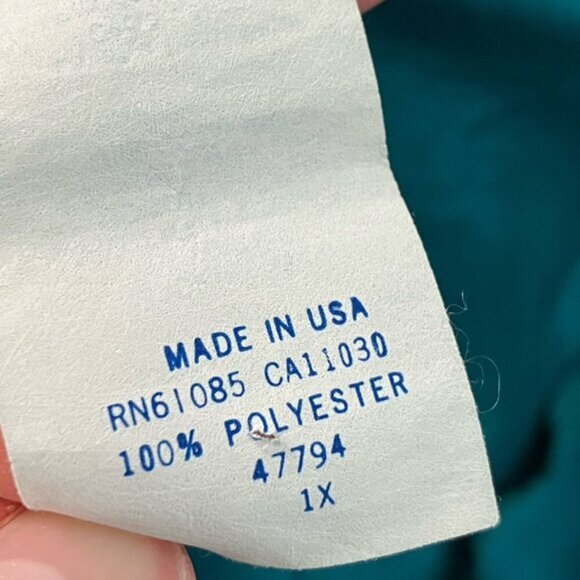 MADE IN USA
RN61085 CA11030
100% POLYESTER
47794
1X